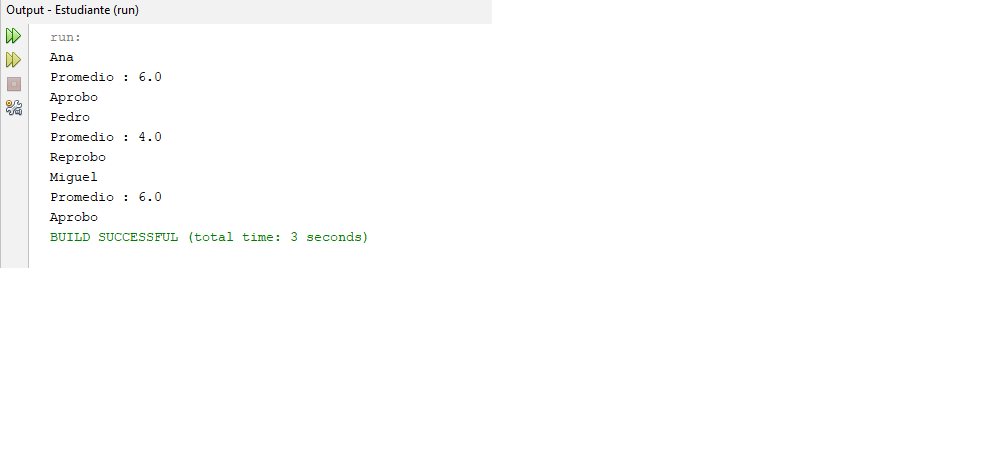 Output - Estudiante (run)
run:
Ana
Promedio : 6.0
Aprobo
Pedro
Promedio : 4.0
Reprobo
Miguel
Promedio : 6.0
Aprobo
BUILD SUCCESSFUL (total time: 3 seconds)